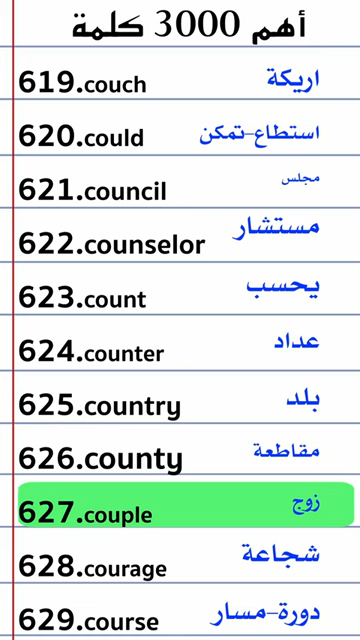 أهم 3000 كلمة
619.couch اريكة
620.could استطاع-تمكن
621.council مجلس
622.counselor مستشار
623.count يحسب
624.counter عداد
625.country بلد
626.county مقاطعة
627.couple زوج
628.courage شجاعة
629.course دورة-مسار